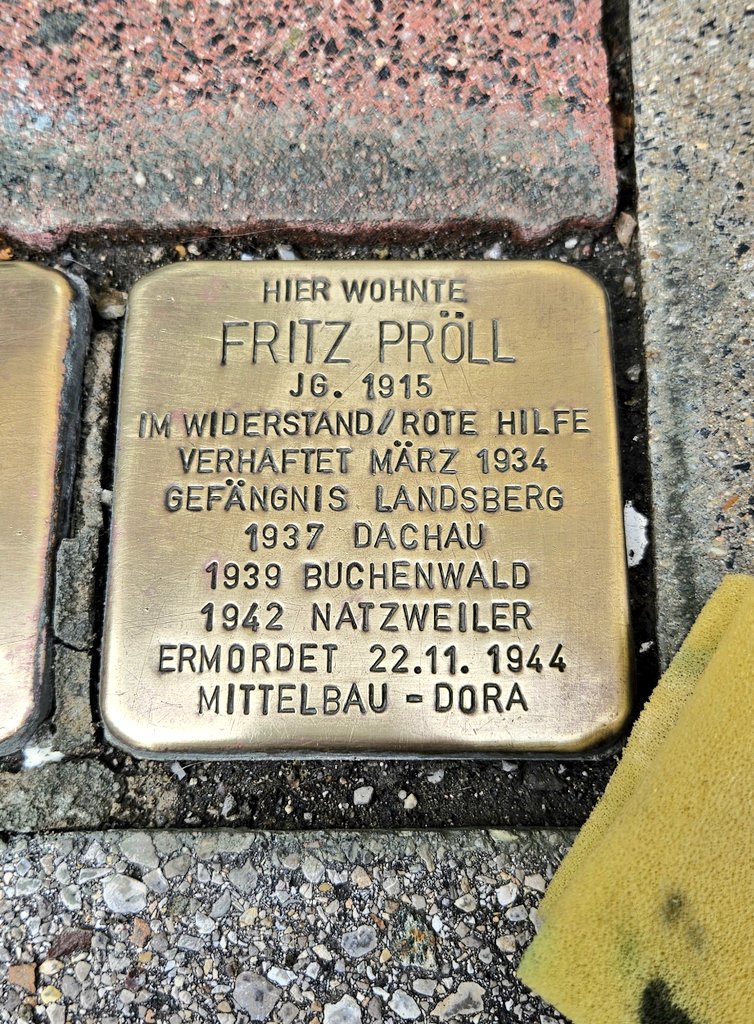 HIER WOHNTE
FRITZ PRÖLL
JG. 1915
IM WIDERSTAND/ROTE HILFE
VERHAFTET MÄRZ 1934
GEFÄNGNIS LANDSBERG
1937 DACHAU
1939 BUCHENWALD
1942 NATZWEILER
ERMORDET 22.11.1944
MITTELBAU - DORA